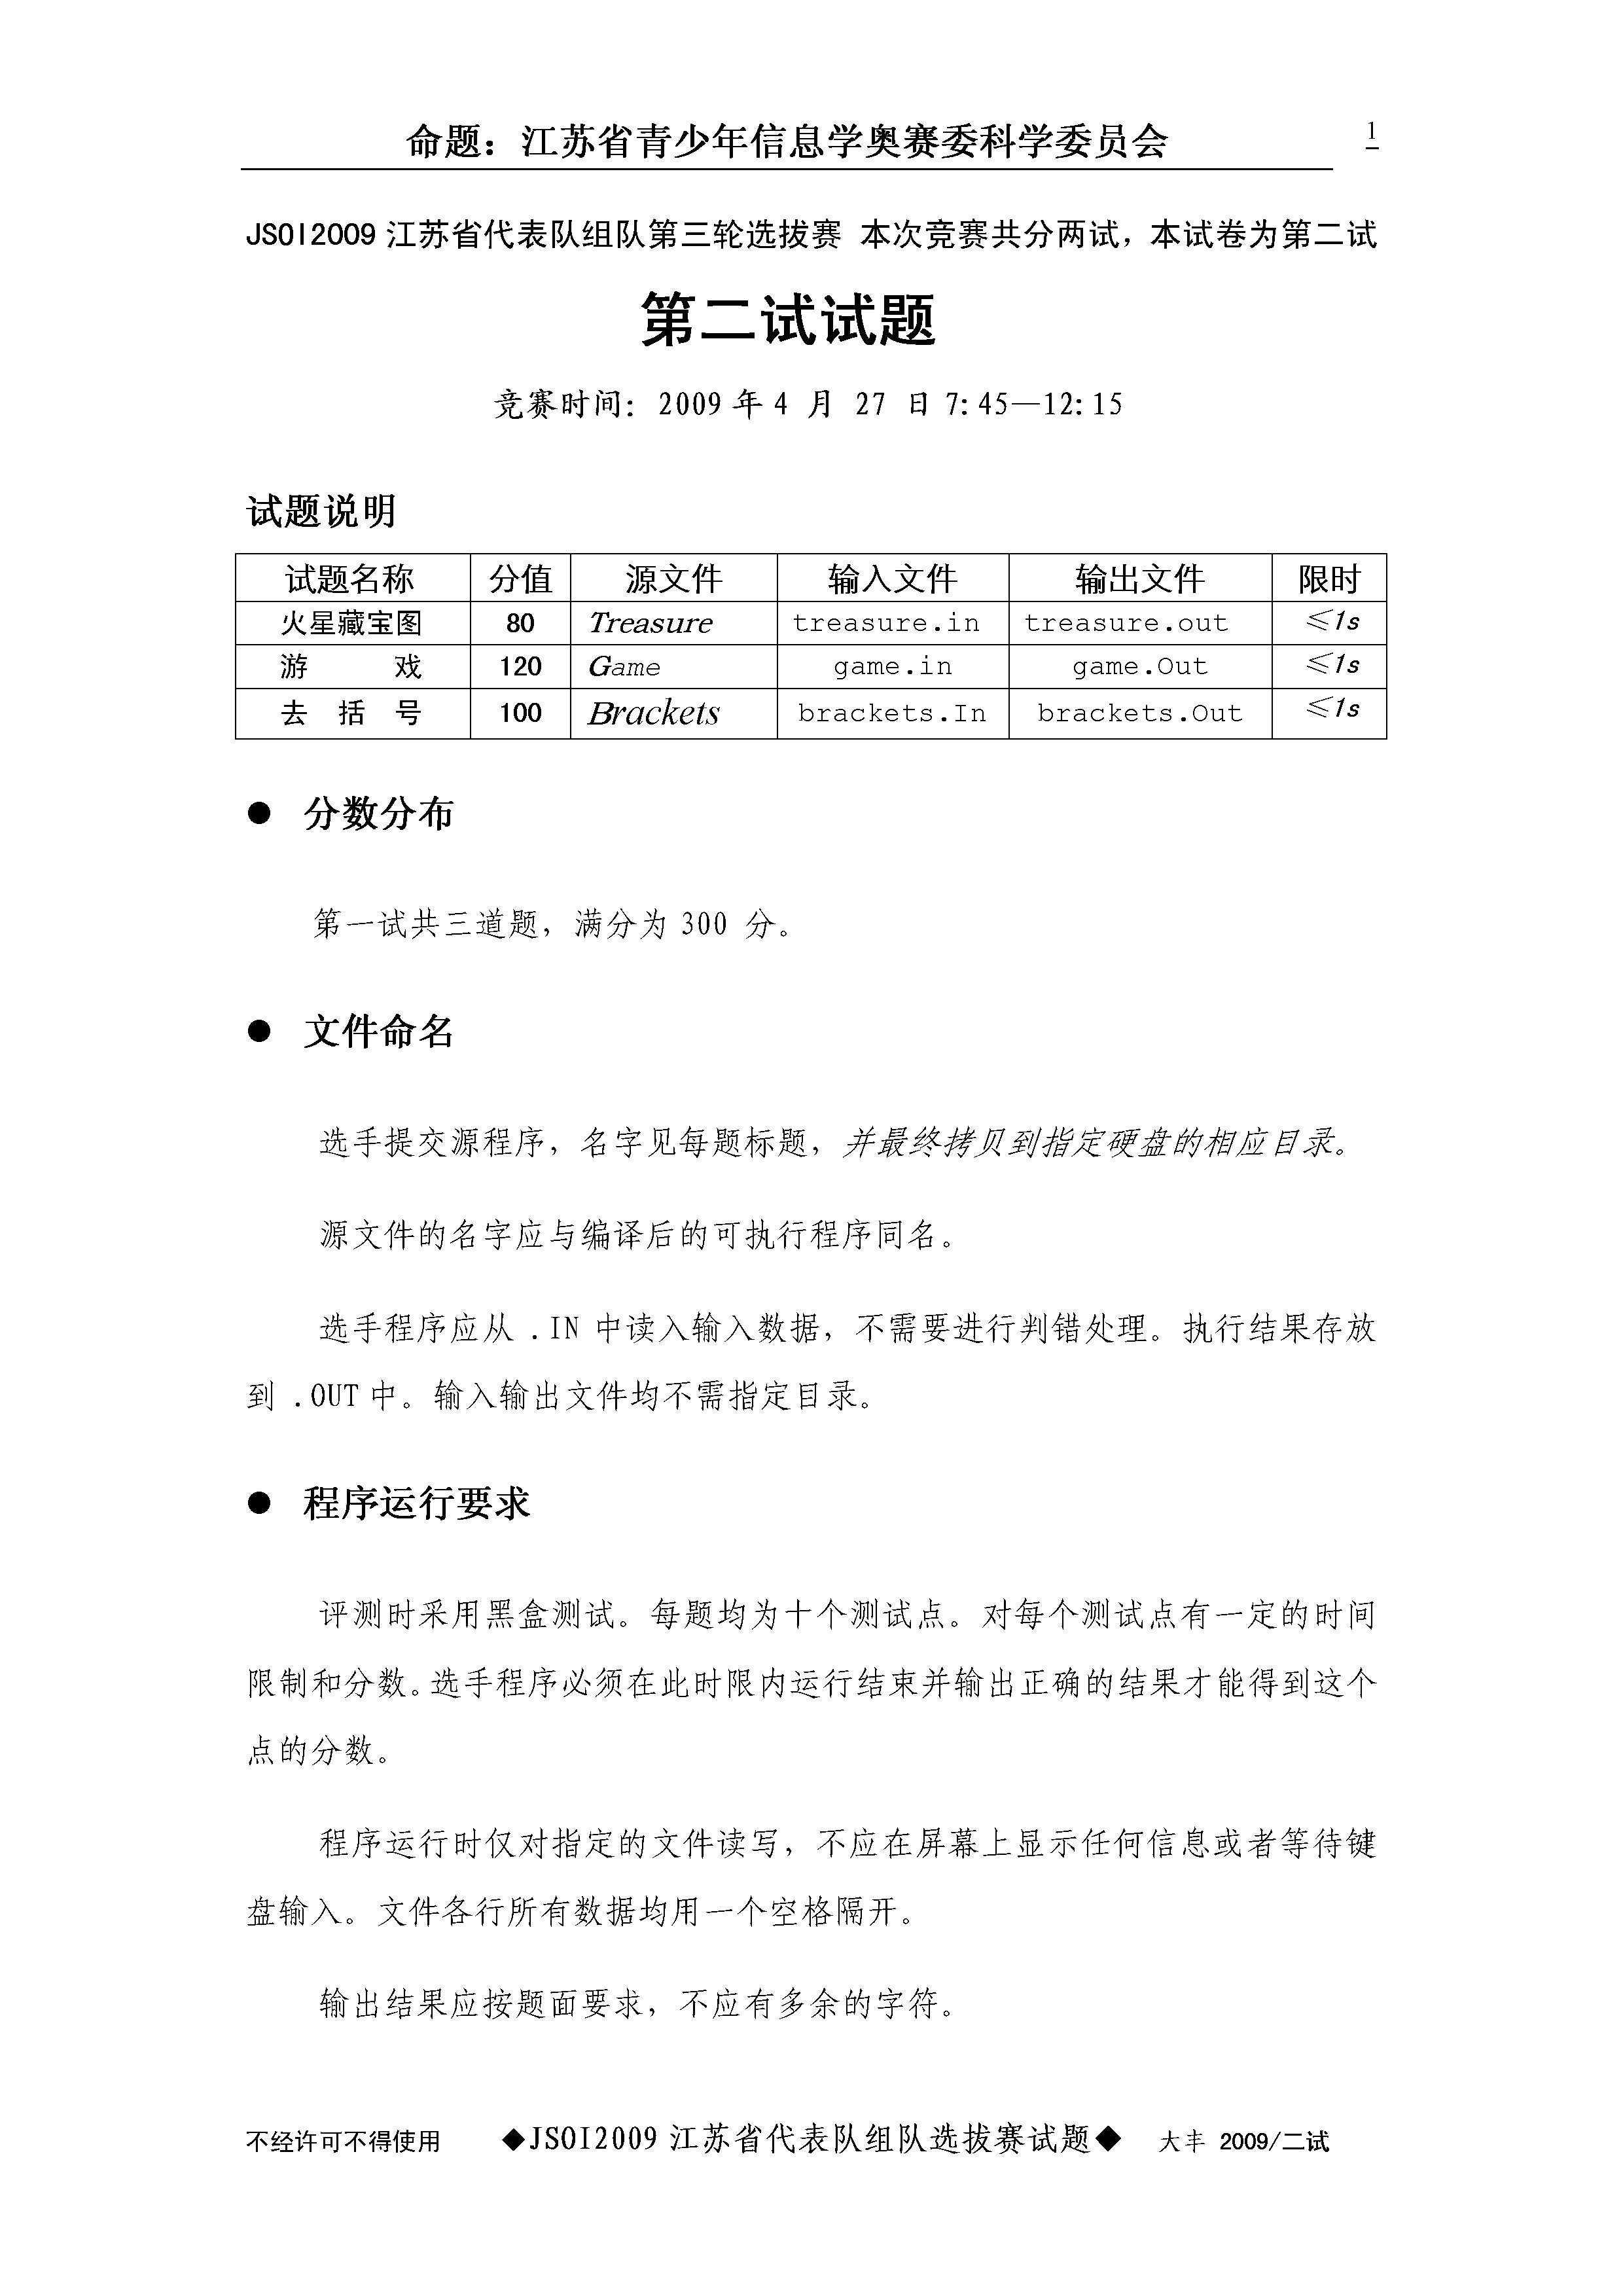 命题：江苏省青少年信息学奥赛委科学委员会 1
JSOI2009 江苏省代表队组队第三轮选拔赛 本次竞赛共分两试，本试卷为第二试
第二试试题
竞赛时间：2009 年 4 月 27 日 7:45—12:15
试题说明
试题名称 分值 源文件 输入文件 输出文件 限时
火星藏宝图 80 Treasure treasure.in treasure.out ≤1s
游 戏 120 Game game.in game.Out ≤1s
去 括 号 100 Brackets brackets.In brackets.Out ≤1s
● 分数分布
第一试共三道题，满分为 300 分。
● 文件命名
选手提交源程序，名字见每题标题，并最终拷贝到指定硬盘的相应目录。
源文件的名字应与编译后的可执行程序同名。
选手程序应从 .IN 中读入输入数据，不需要进行判错处理。执行结果存放
到 .OUT 中。输入输出文件均不需指定目录。
● 程序运行要求
评测时采用黑盒测试。每题均为十个测试点。对每个测试点有一定的时间
限制和分数。选手程序必须在此时限内运行结束并输出正确的结果才能得到这个
点的分数。
程序运行时仅对指定的文件读写，不应在屏幕上显示任何信息或者等待键
盘输入。文件各行所有数据均用一个空格隔开。
输出结果应按题面要求，不应有多余的字符。
不经许可不得使用 ◆JSOI2009 江苏省代表队组队选拔赛试题◆ 大丰 2009/二试